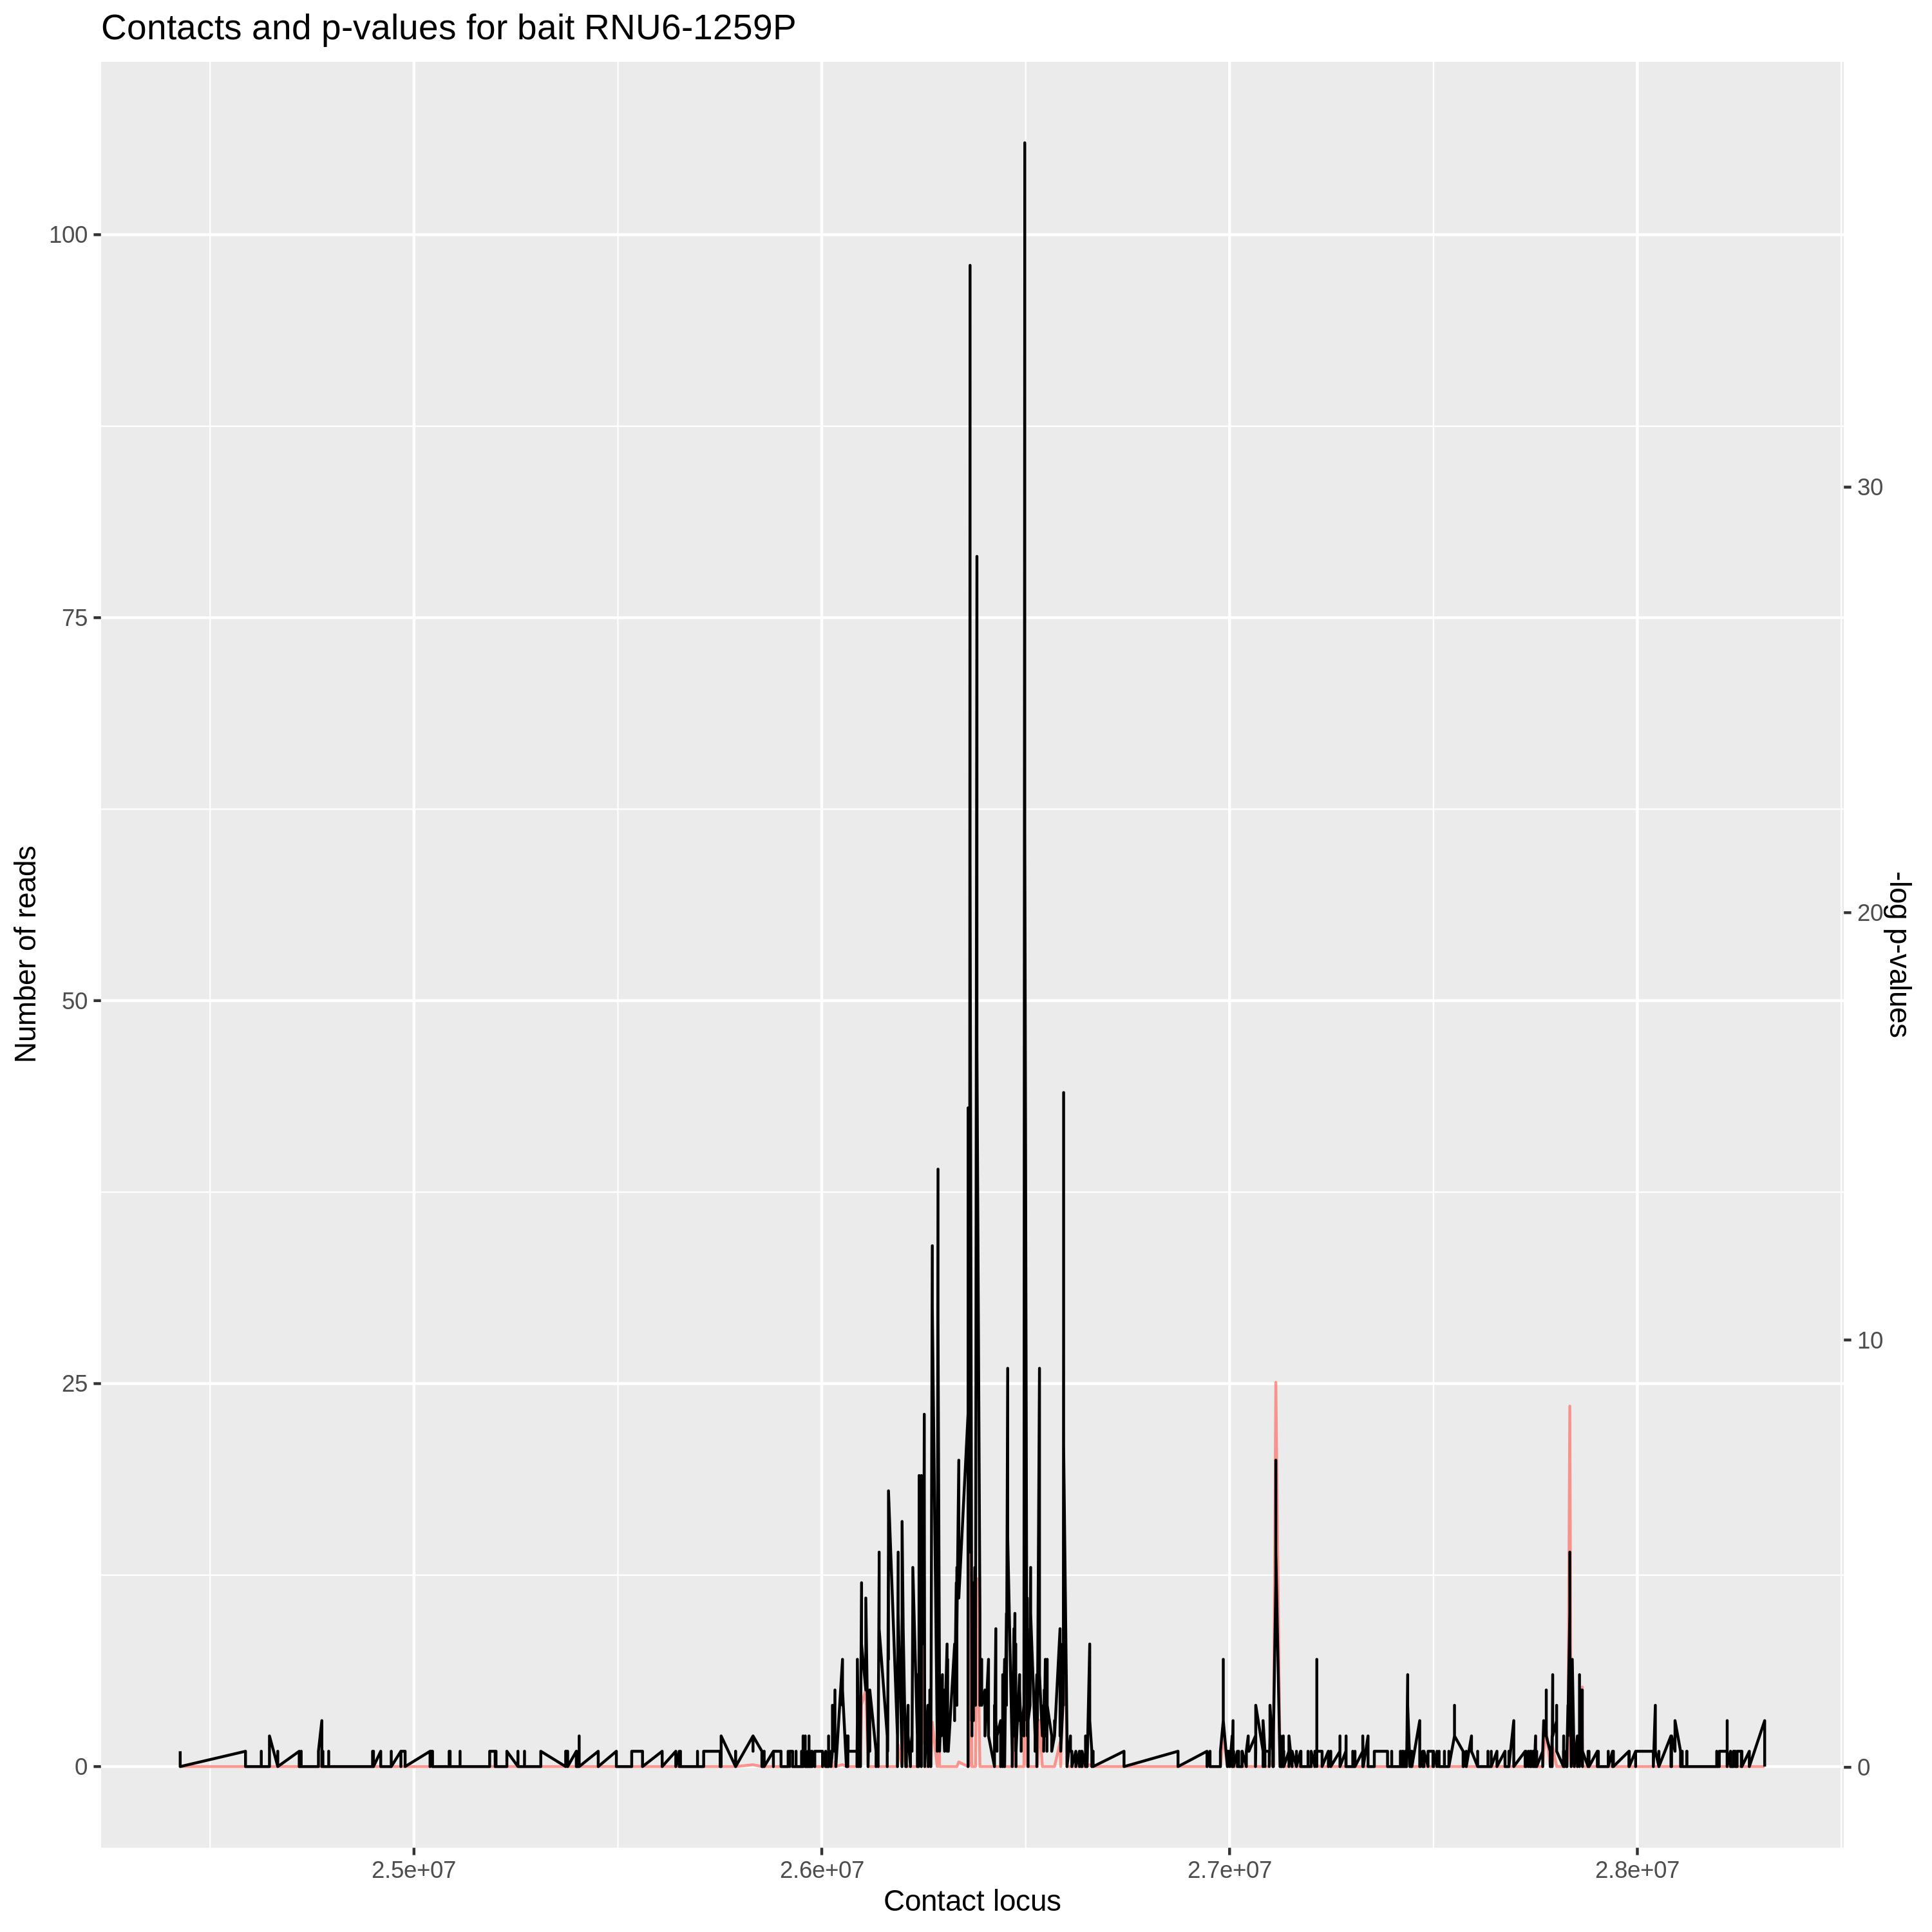 Contacts and p-values for bait RNU6-1259P
100
75
50
25
0
Number of reads
30
20
10
0
-log p-values
2.5e+07
2.6e+07
2.7e+07
2.8e+07
Contact locus